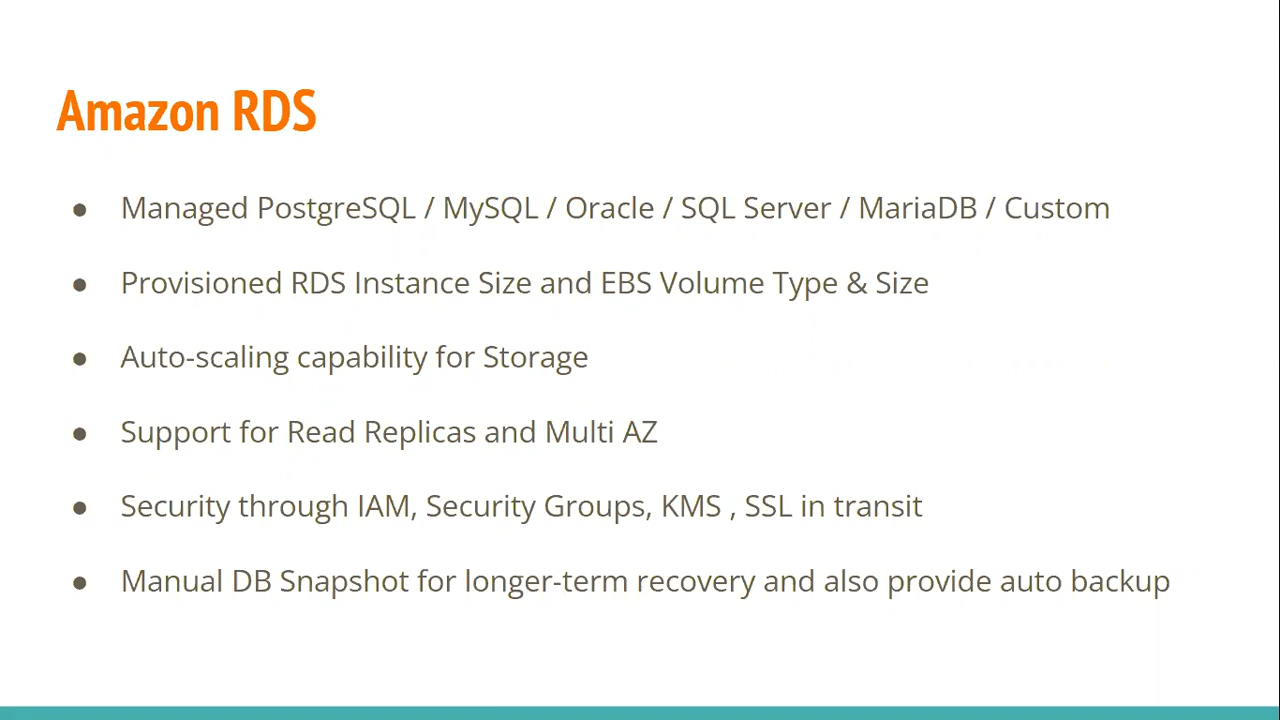 Amazon RDS
● Managed PostgreSQL / MySQL / Oracle / SQL Server / MariaDB / Custom
● Provisioned RDS Instance Size and EBS Volume Type & Size
● Auto-scaling capability for Storage
● Support for Read Replicas and Multi AZ
● Security through IAM, Security Groups, KMS , SSL in transit
● Manual DB Snapshot for longer-term recovery and also provide auto backup